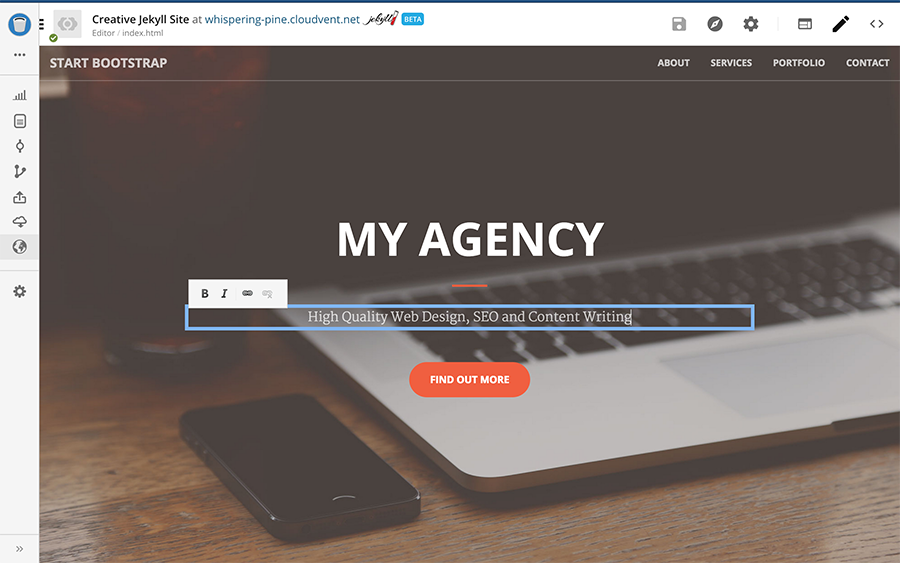 Creative Jekyll Site at whispering-pine.cloudvent.net jekyll BETA
Editor / index.html
START BOOTSTRAP
ABOUT SERVICES PORTFOLIO CONTACT
MY AGENCY
B I
High Quality Web Design, SEO and Content Writing
FIND OUT MORE